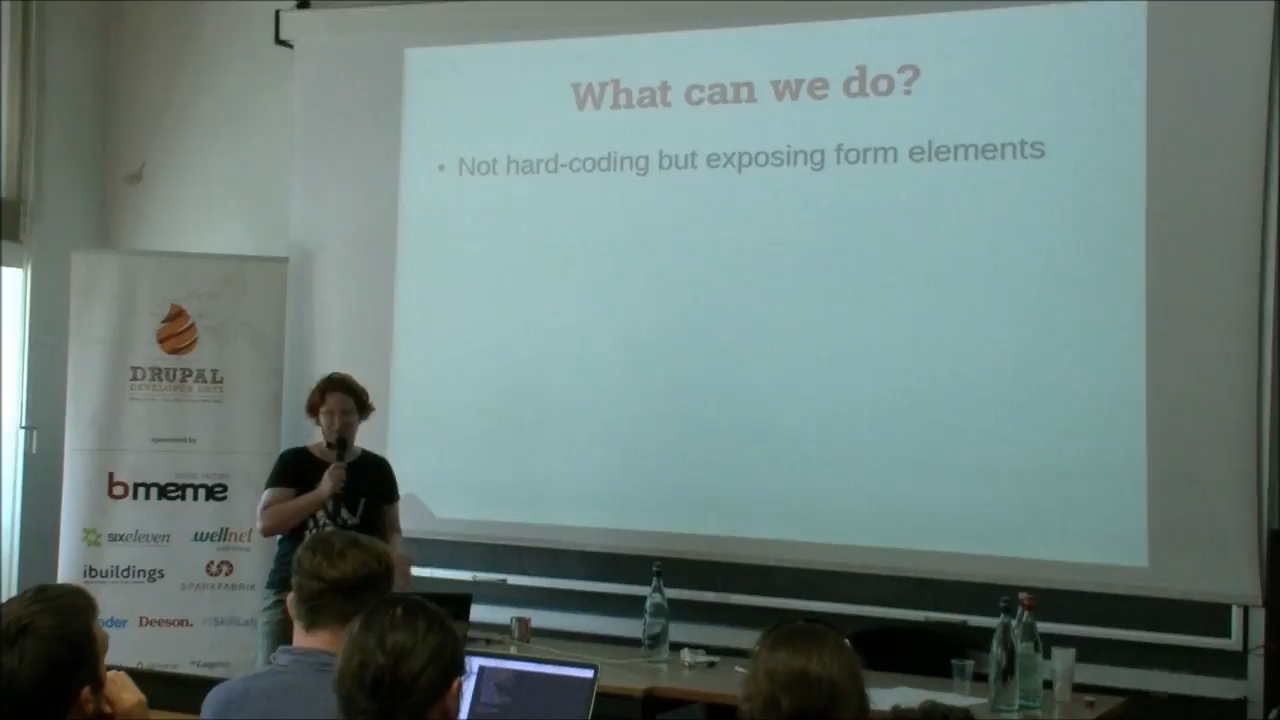 What can we do?
• Not hard-coding but exposing form elements
DRUPAL
DEVELOPER DAYS
sponsored by
bmeme
sixeleven
wellnet
ibuildings
SPARKFABRIK
Deeson.
SkillLab